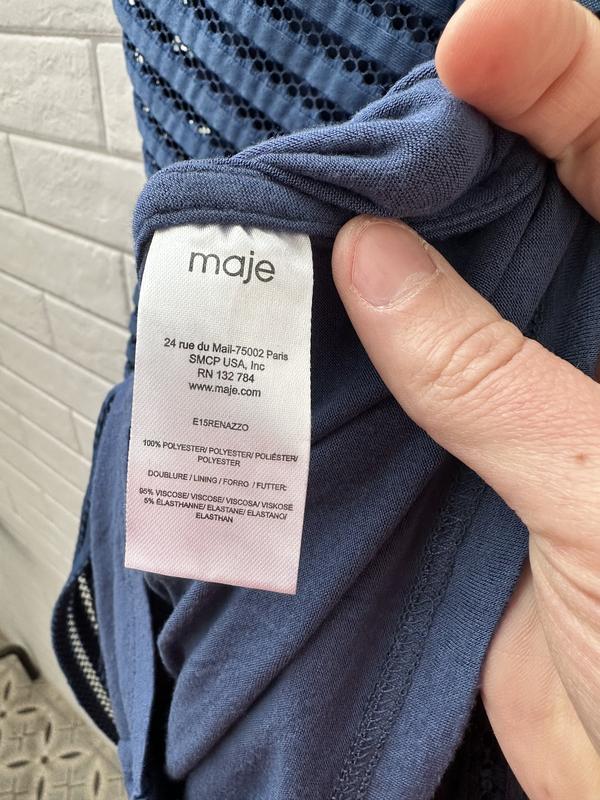 maje
24 rue du Mail-75002 Paris
SMCP USA, Inc
RN 132 784
www.maje.com
E15RENAZZO
100% POLYESTER/ POLYESTER/ POLIÉSTER/
POLYESTER
DOUBLURE / LINING / FORRO / FUTTER:
95% VISCOSE/ VISCOSE/ VISCOSA/ VISKOSE
5% ÉLASTHANNE/ ELASTANE/ ELASTANO/
ELASTHAN